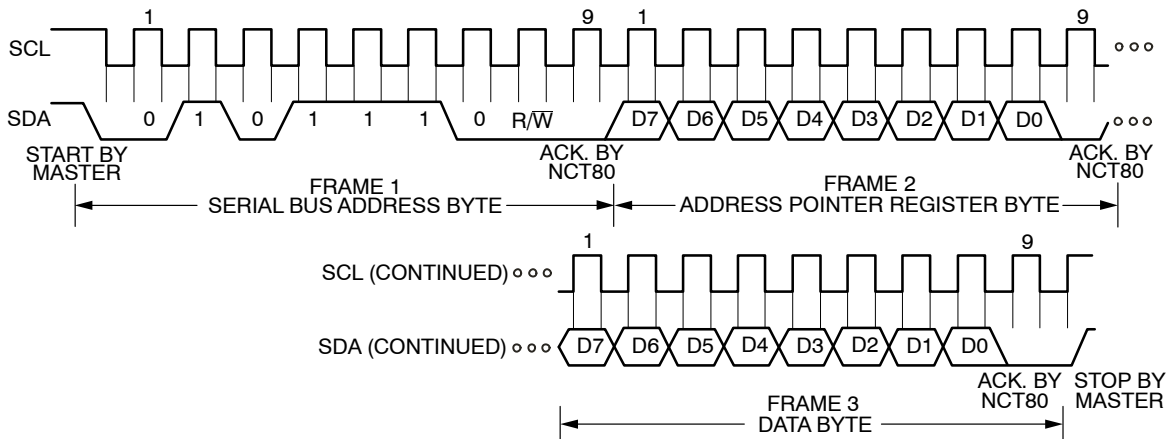 1 9 1 9
SCL
SDA 0 1 0 1 1 1 0 R/W̅ D7 D6 D5 D4 D3 D2 D1 D0
START BY MASTER
ACK. BY NCT80
ACK. BY NCT80
FRAME 1
SERIAL BUS ADDRESS BYTE
FRAME 2
ADDRESS POINTER REGISTER BYTE
1 9
SCL (CONTINUED)
SDA (CONTINUED) D7 D6 D5 D4 D3 D2 D1 D0
ACK. BY NCT80
STOP BY MASTER
FRAME 3
DATA BYTE